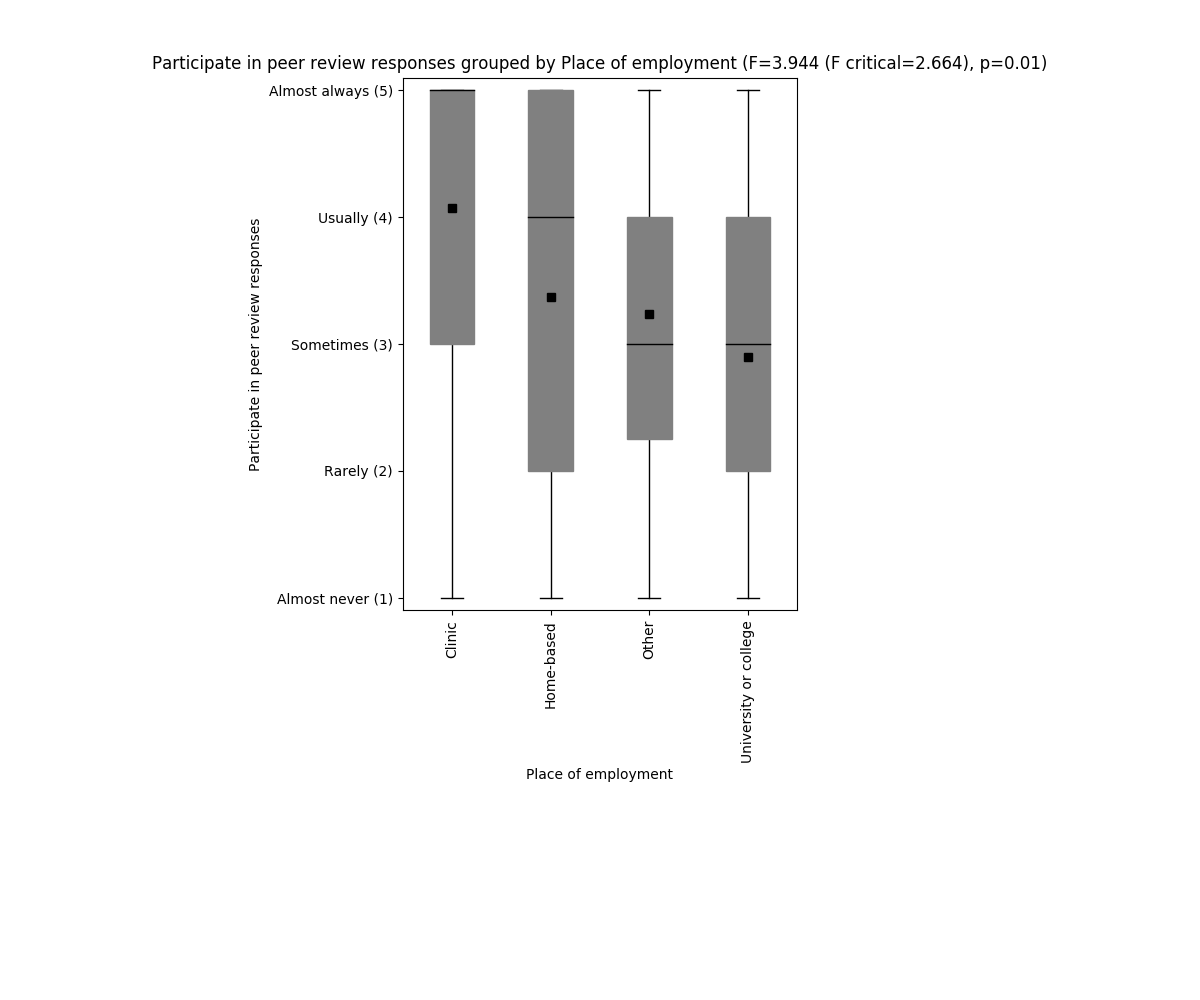 Participate in peer review responses grouped by Place of employment (F=3.944 (F critical=2.664), p=0.01)
Almost always (5)
Usually (4)
Sometimes (3)
Rarely (2)
Almost never (1)
Participate in peer review responses
Clinic
Home-based
Other
University or college
Place of employment